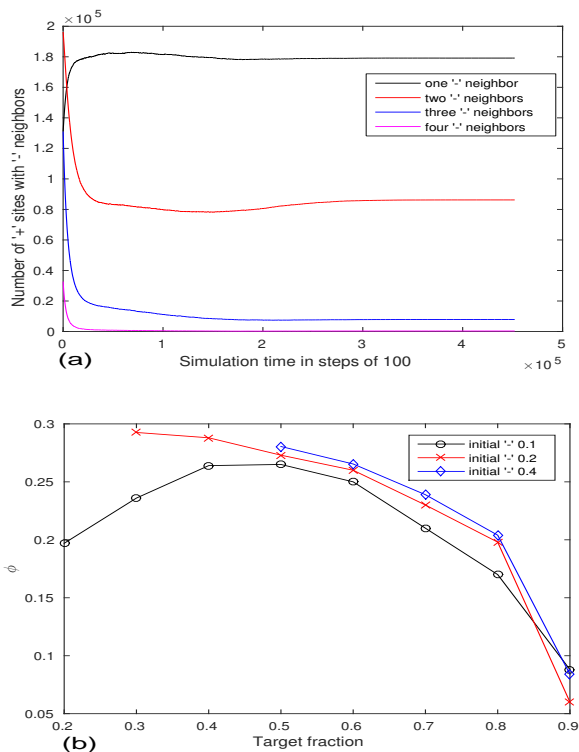 × 10^5
2
1.8
1.6
1.4
1.2
1
0.8
0.6
0.4
0.2
0
Number of '+' sites with '-' neighbors
one '-' neighbor
two '-' neighbors
three '-' neighbors
four '-' neighbors
0 1 2 3 4 5
(a) Simulation time in steps of 100 × 10^5
0.3
0.25
0.2
0.15
0.1
0.05
ϕ
initial '-' 0.1
initial '-' 0.2
initial '-' 0.4
0.2 0.3 0.4 0.5 0.6 0.7 0.8 0.9
(b) Target fraction